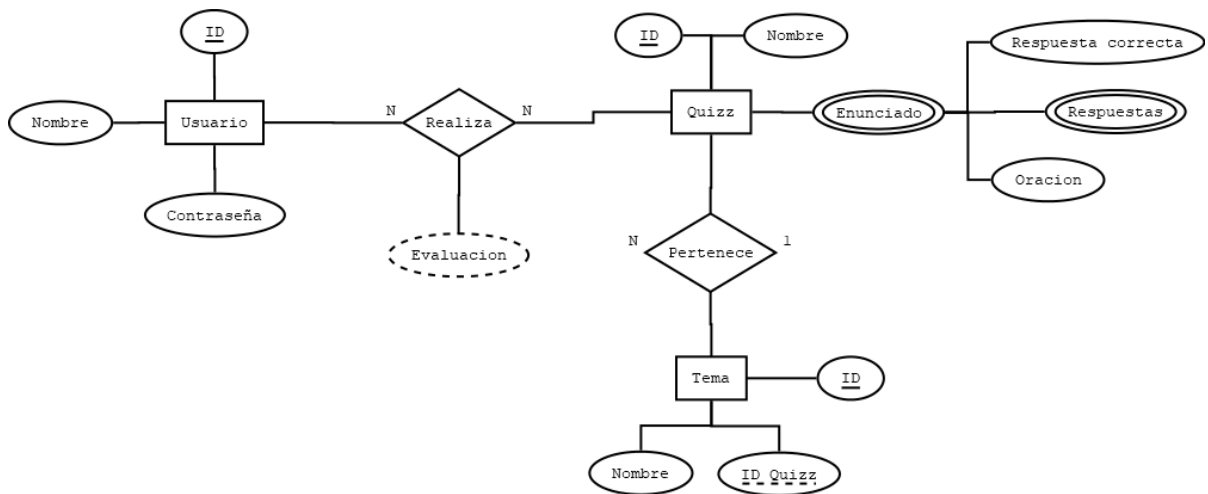 ID
Nombre
Usuario
Contraseña
N
Realiza
N
Evaluacion
ID
Nombre
Quizz
Enunciado
Respuesta correcta
Respuestas
Oracion
N
Pertenece
1
Tema
ID
Nombre
ID Quizz